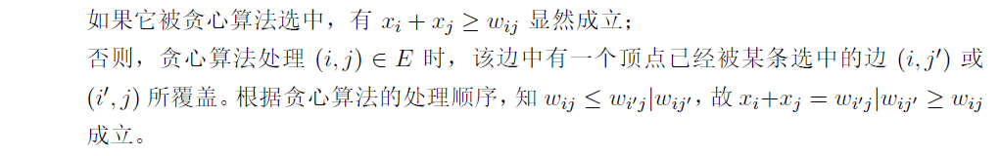 如果它被贪心算法选中，有 $x_i + x_j \geq w_{ij}$ 显然成立；
否则，贪心算法处理 $(i, j) \in E$ 时，该边中有一个顶点已经被某条选中的边 $(i, j')$ 或
$(i', j)$ 所覆盖。根据贪心算法的处理顺序，知 $w_{ij} \leq w_{i'j}|w_{ij'}$，故 $x_i+x_j = w_{i'j}|w_{ij'} \geq w_{ij}$
成立。